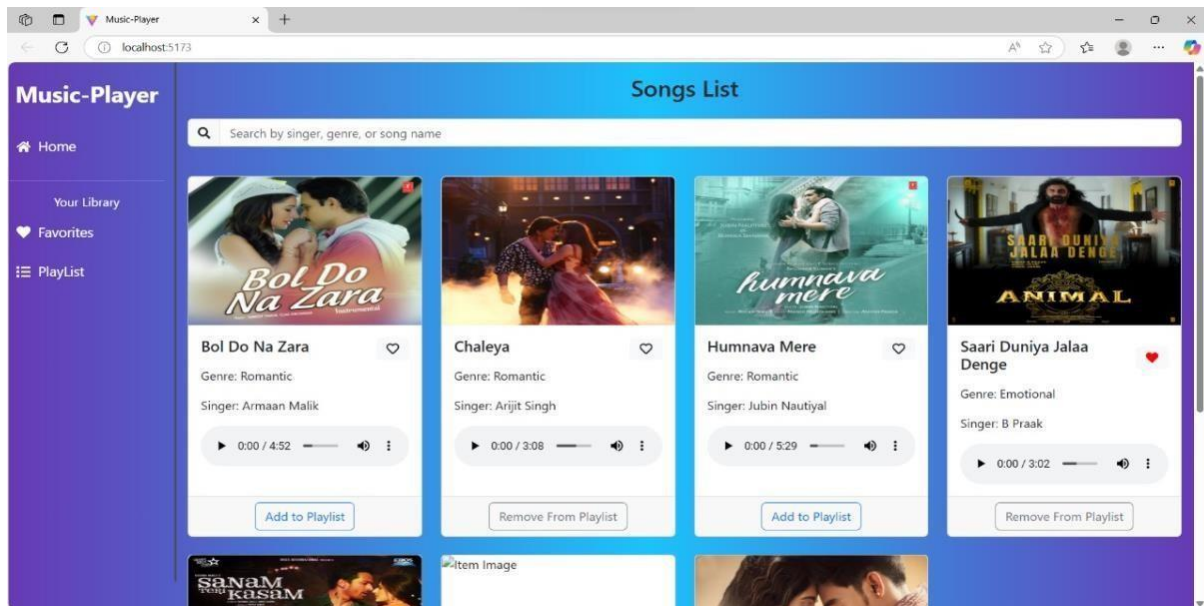 Music-Player
localhost:5173
Music-Player
Home
Your Library
Favorites
PlayList
Songs List
Search by singer, genre, or song name
Bol Do
Na Zara
Instrumental
Bol Do Na Zara
Genre: Romantic
Singer: Armaan Malik
0:00 / 4:52
Add to Playlist
Chaleya
Genre: Romantic
Singer: Arijit Singh
0:00 / 3:08
Remove From Playlist
humnava
mere
Humnava Mere
Genre: Romantic
Singer: Jubin Nautiyal
0:00 / 5:29
Add to Playlist
SAARI DUNIYA
JALAA DENGE
ANIMAL
Saari Duniya Jalaa
Denge
Genre: Emotional
Singer: B Praak
0:00 / 3:02
Remove From Playlist
SANAM
TERI KASAM
Item Image